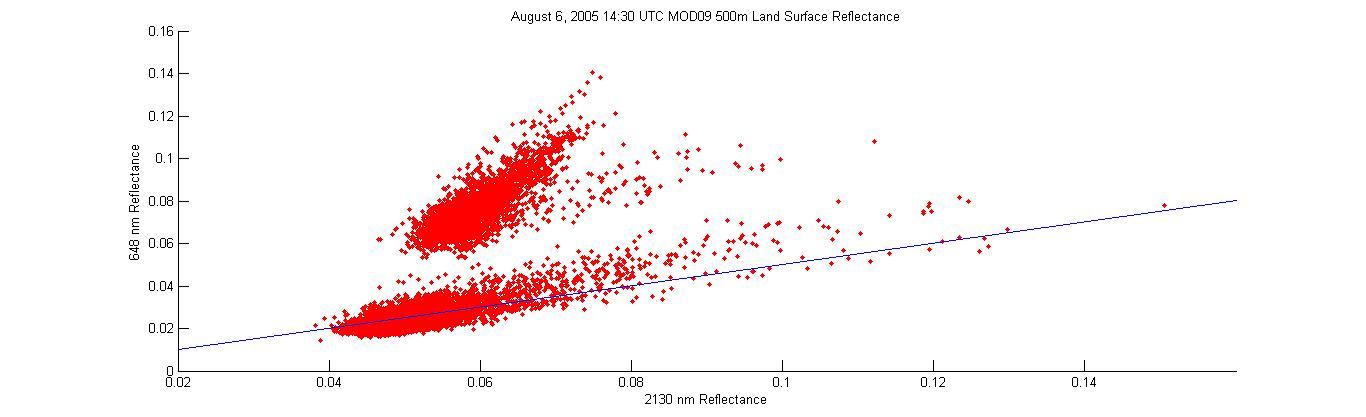 August 6, 2005 14:30 UTC MOD09 500m Land Surface Reflectance
0.16
0.14
0.12
0.1
0.08
0.06
0.04
0.02
0
648 nm Reflectance
0.02 0.04 0.06 0.08 0.1 0.12 0.14
2130 nm Reflectance